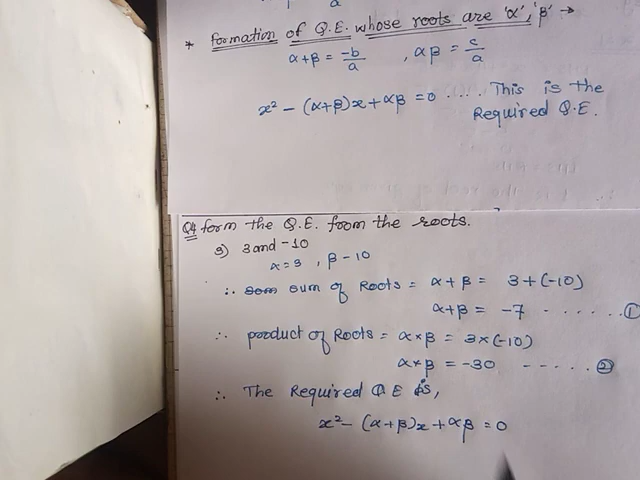 * formation of Q.E. whose roots are 'α', 'β' →
α+β = -b/a , αβ = c/a
x² - (α+β)x + αβ = 0 ..... This is the
Required Q.E.
Q4 form the Q.E. from the roots.
3 and -10
α = 3 , β - 10
∴ sum of Roots = α + β = 3 + (-10)
α+β = -7 ...... ①
∴ product of Roots = α × β = 3 × (-10)
α × β = -30 ----- ②
∴ The Required Q E is,
x² - (α+β)x + αβ = 0